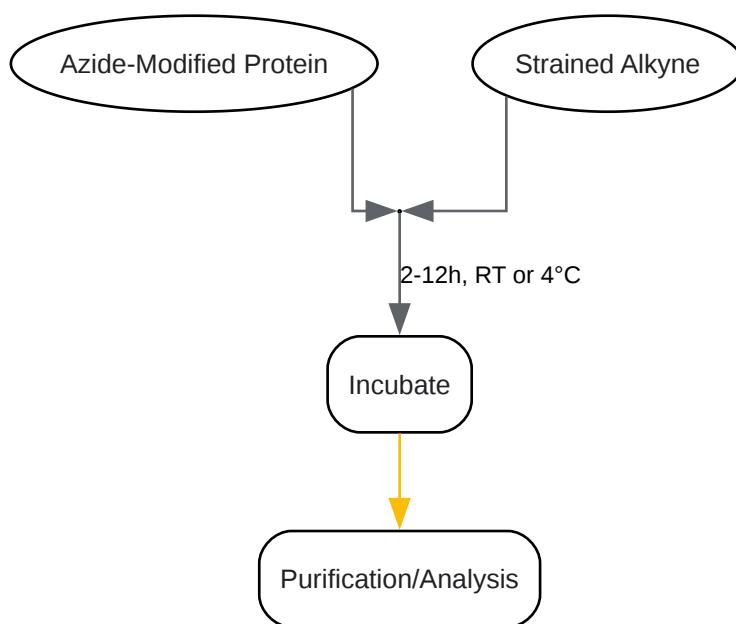 Azide-Modified Protein
Strained Alkyne
2-12h, RT or 4°C
Incubate
Purification/Analysis